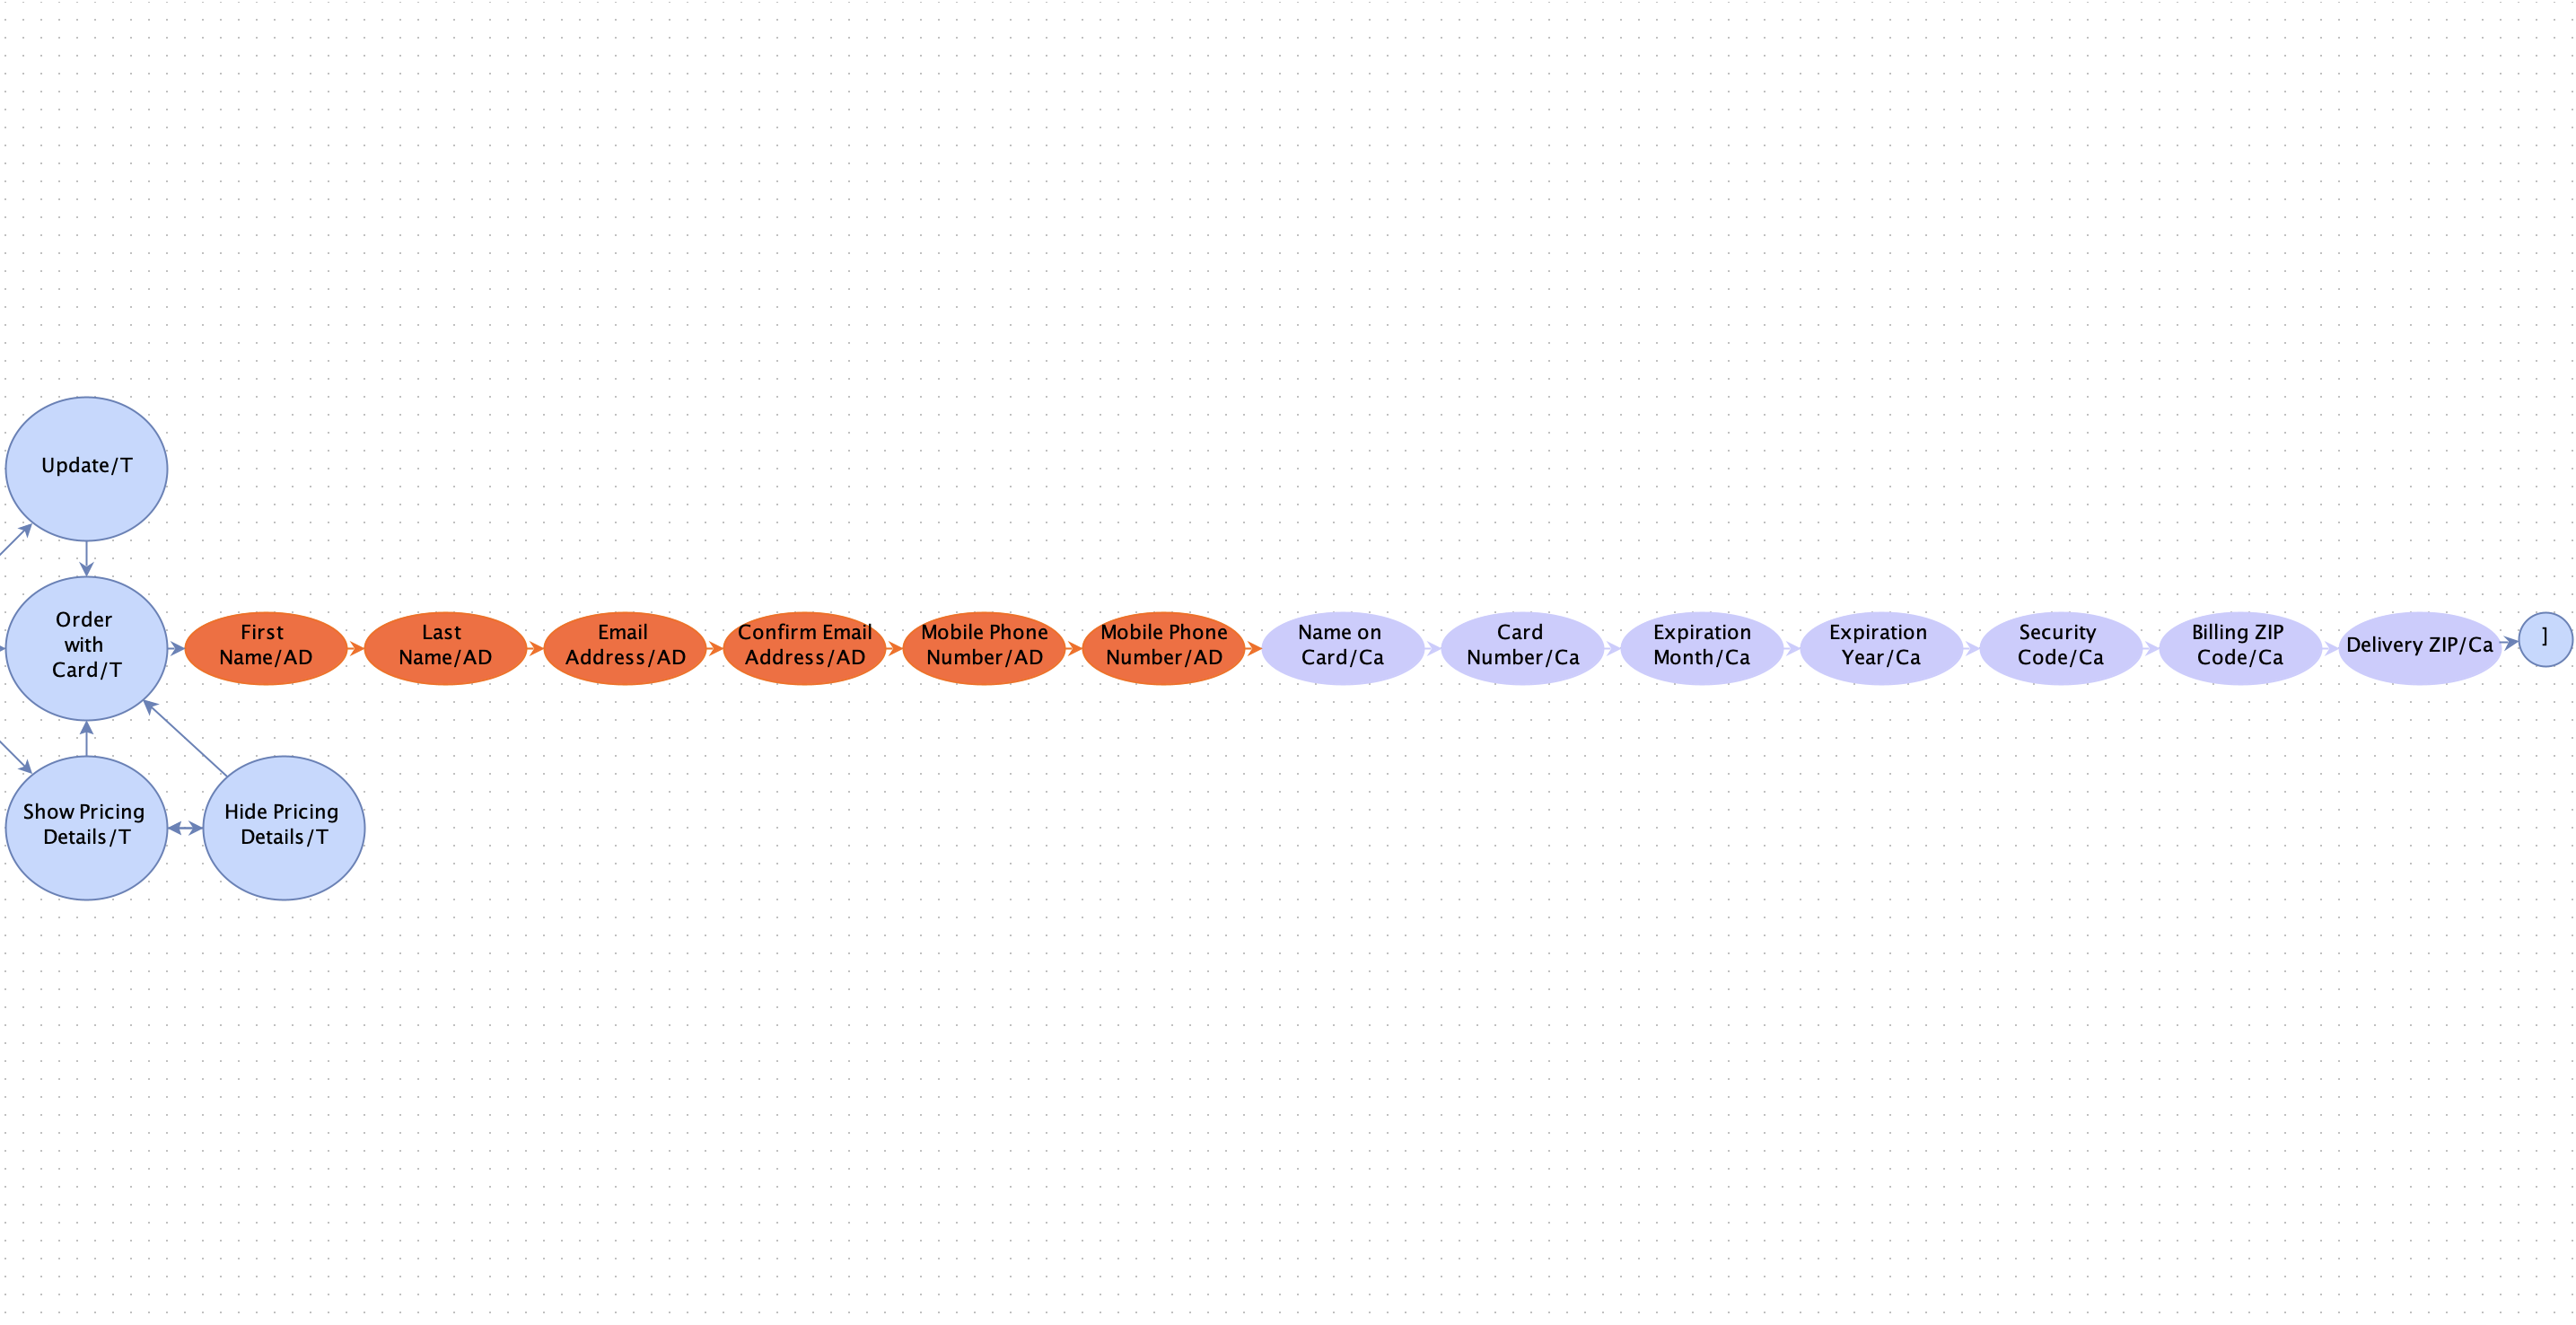 Update/T
Order
with
Card/T
First
Name/AD
Last
Name/AD
Email
Address/AD
Confirm Email
Address/AD
Mobile Phone
Number/AD
Mobile Phone
Number/AD
Name on
Card/Ca
Card
Number/Ca
Expiration
Month/Ca
Expiration
Year/Ca
Security
Code/Ca
Billing ZIP
Code/Ca
Delivery ZIP/Ca
]
Show Pricing
Details/T
Hide Pricing
Details/T